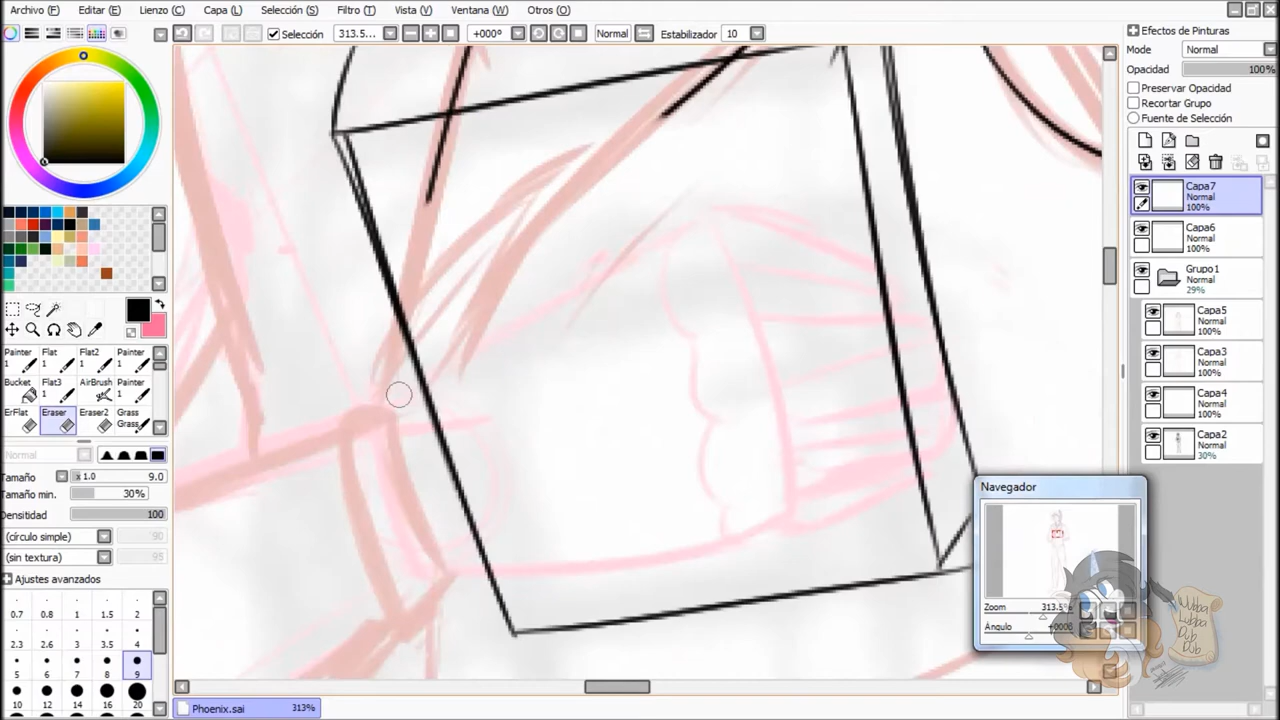 Archivo (F) Editar (E) Lienzo (C) Capa (L) Selección (S) Filtro (T) Vista (V) Ventana (W) Otros (O)
Selección 313.5... +000º Normal Estabilizador 10
Efectos de Pinturas
Mode Normal
Opacidad 100%
Preservar Opacidad
Recortar Grupo
Fuente de Selección
Capa7
Normal
100%
Capa6
Normal
100%
Grupo1
Normal
29%
Capa5
Normal
100%
Capa3
Normal
100%
Capa4
Normal
100%
Capa2
Normal
30%
Painter Flat Flat2 Painter
1 1
Bucket Flat3 AirBrush Painter
1
ErFlat Eraser Eraser2 Grass
Grass
Normal
Tamaño x 1.0 9.0
Tamaño min. 30%
Densitidad 100
(círculo simple) 90
(sin textura) 95
Ajustes avanzados
0.7 0.8 1 1.5 2
2.3 2.6 3 3.5 4
5 6 7 8 9
10 12 14 16 20
Navegador
Zoom 313.5%
Ángulo +000º
Wubba
Lubba
Dub
Dub
Phoenix.sai 313%